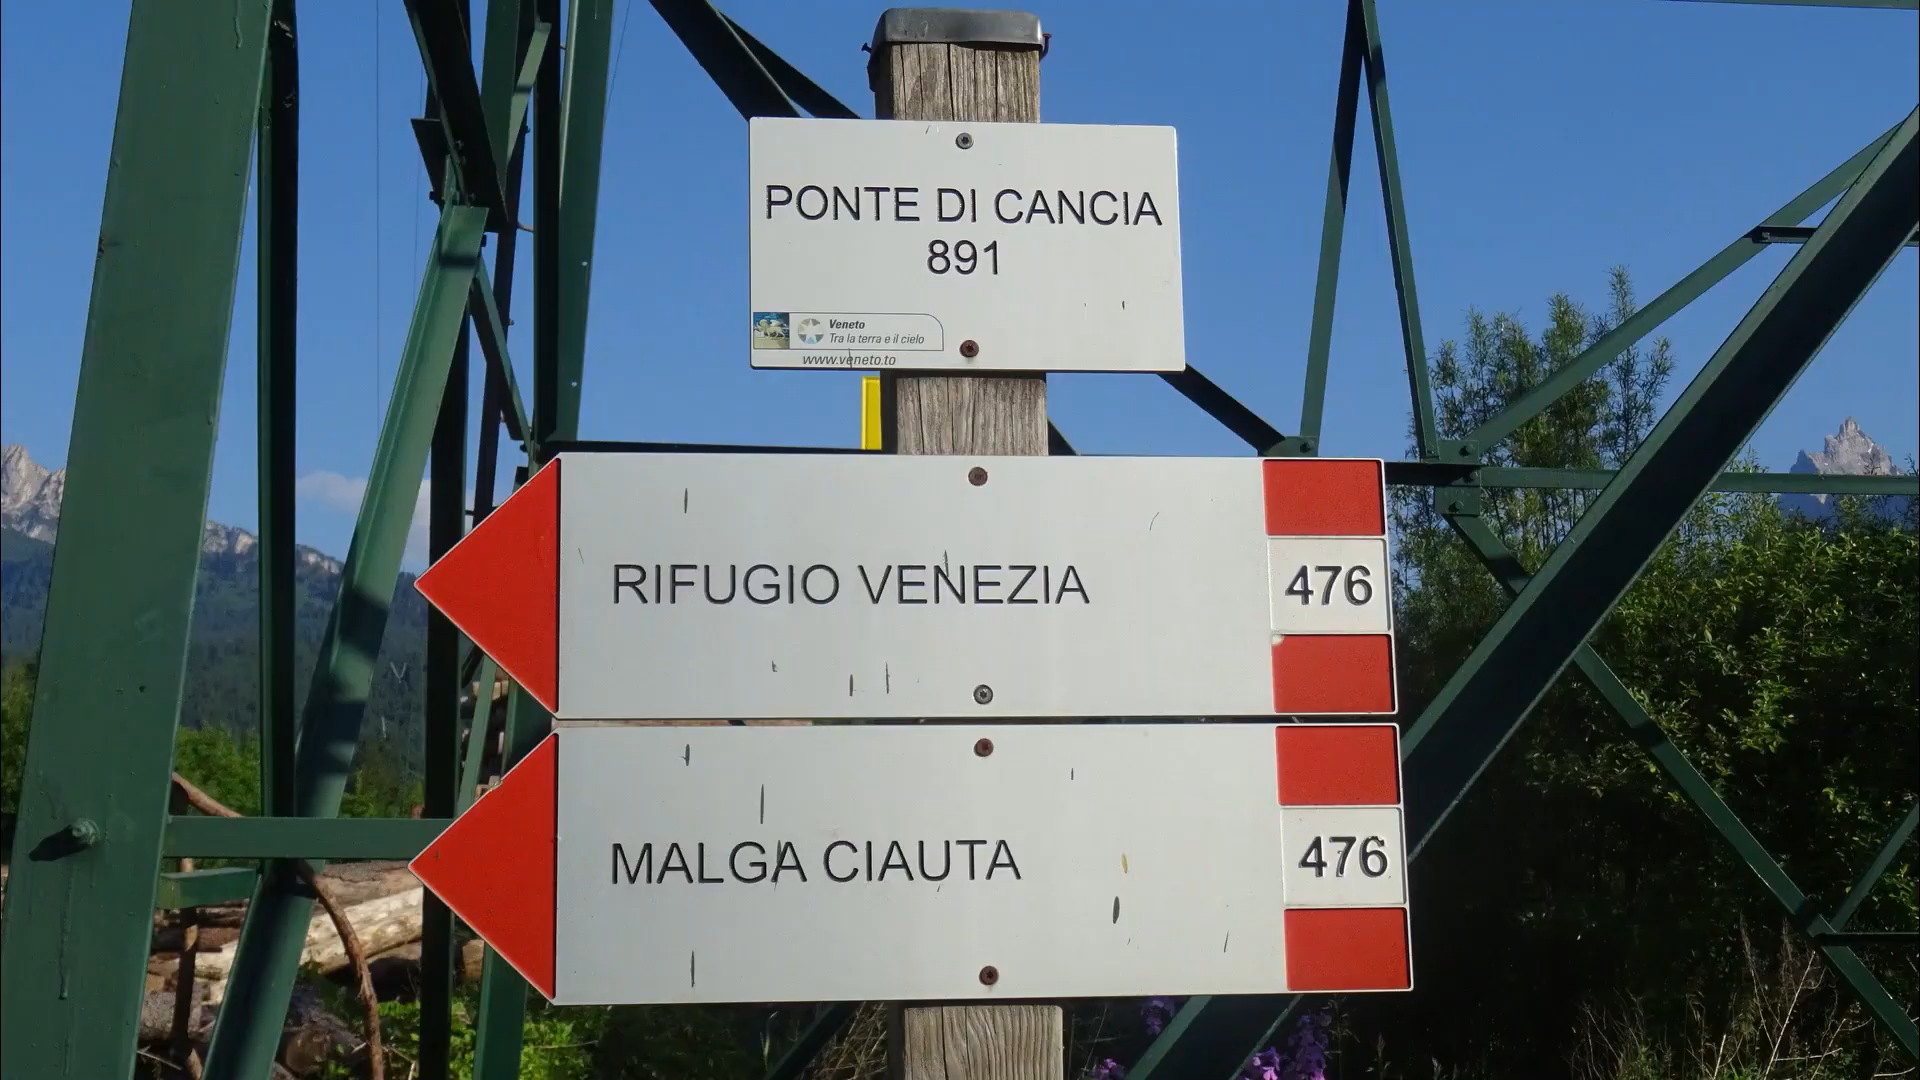 PONTE DI CANCIA
891
Veneto
Tra la terra e il cielo
www.veneto.to
RIFUGIO VENEZIA
476
MALGA CIAUTA
476